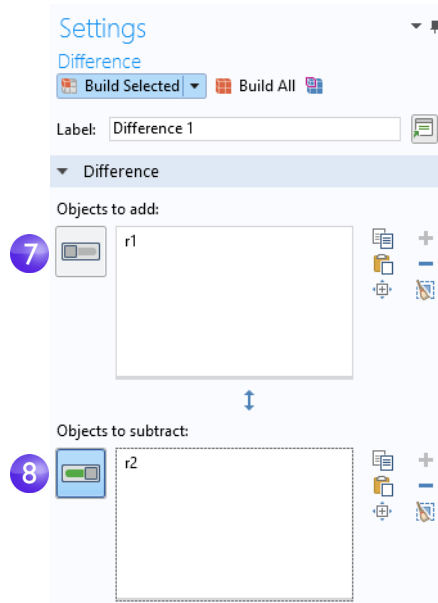 Settings
Difference
Build Selected Build All
Label: Difference 1
Difference
Objects to add:
7
r1
Objects to subtract:
8
r2